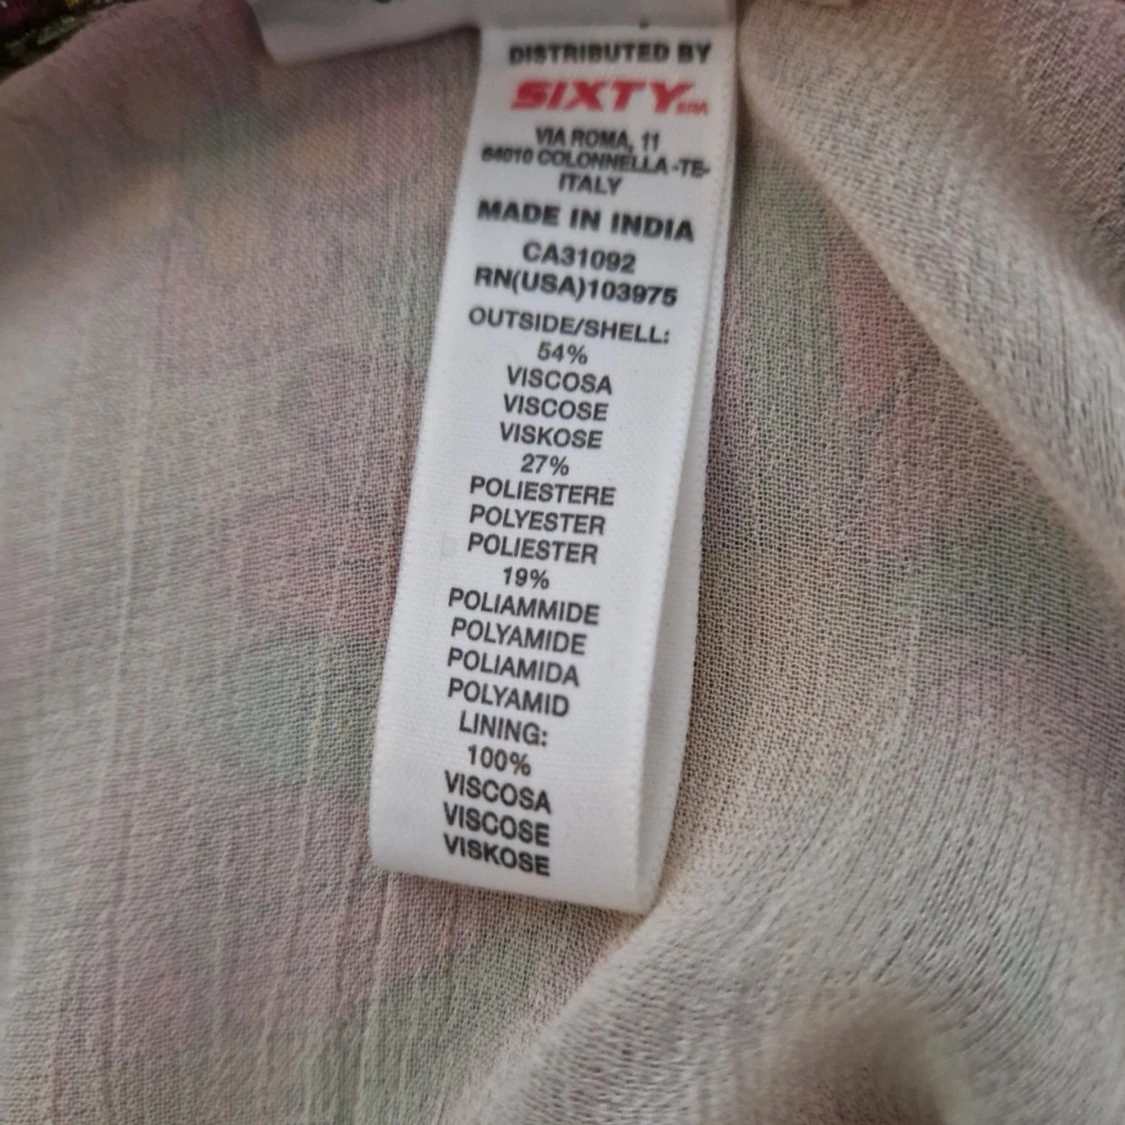 DISTRIBUTED BY
SIXTY SPA
VIA ROMA, 11
64010 COLONNELLA -TE-
ITALY
MADE IN INDIA
CA31092
RN(USA)103975
OUTSIDE/SHELL:
54%
VISCOSA
VISCOSE
VISKOSE
27%
POLIESTERE
POLYESTER
POLIESTER
19%
POLIAMMIDE
POLYAMIDE
POLIAMIDA
POLYAMID
LINING:
100%
VISCOSA
VISCOSE
VISKOSE